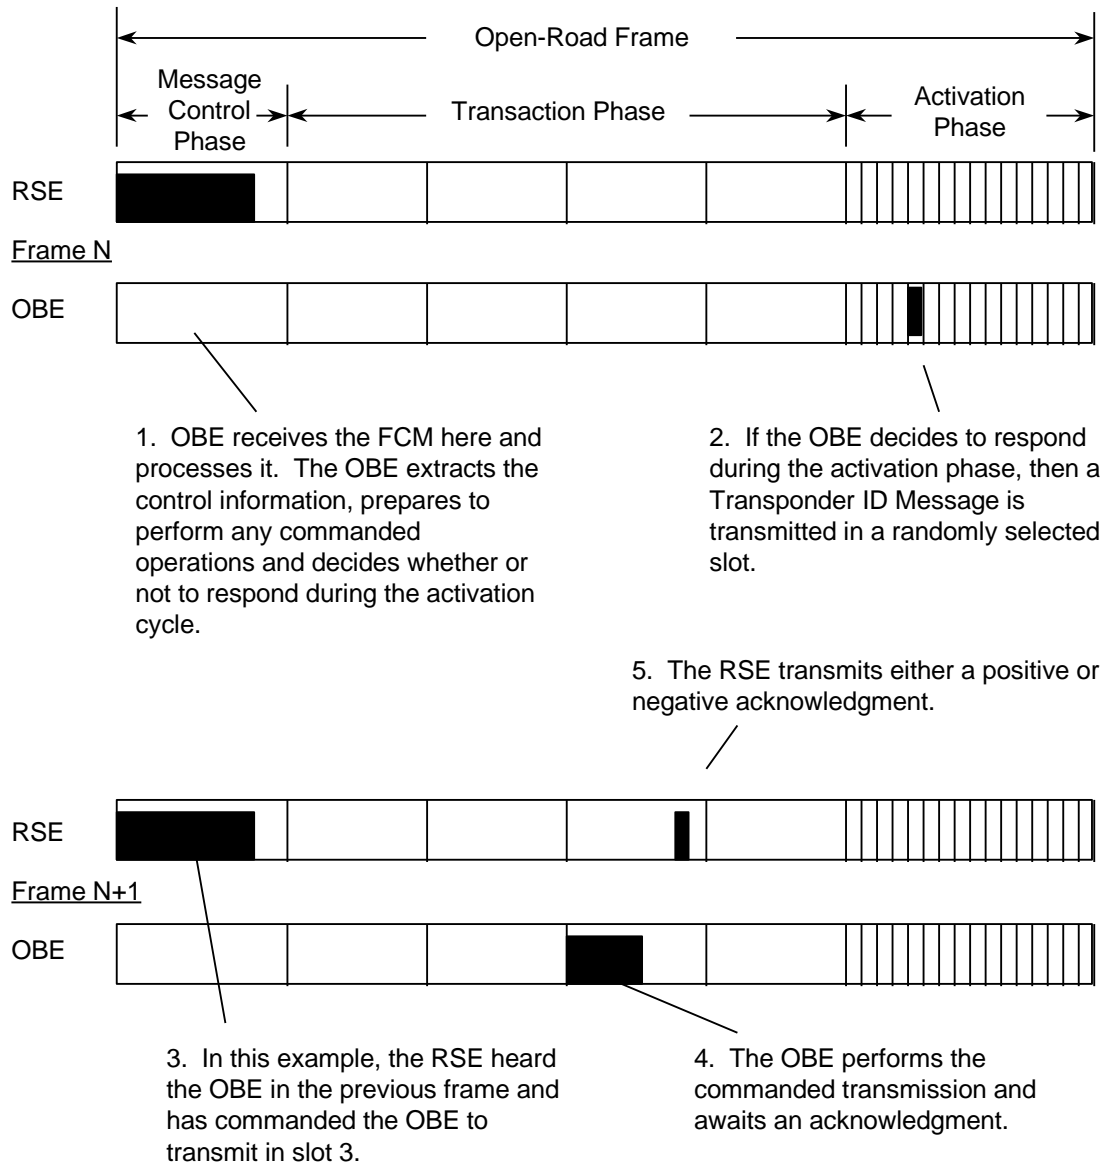 Open-Road Frame
Message
Control
Phase
Transaction Phase
Activation
Phase
RSE
Frame N
OBE
1. OBE receives the FCM here and
processes it. The OBE extracts the
control information, prepares to
perform any commanded
operations and decides whether or
not to respond during the activation
cycle.
2. If the OBE decides to respond
during the activation phase, then a
Transponder ID Message is
transmitted in a randomly selected
slot.
5. The RSE transmits either a positive or
negative acknowledgment.
RSE
Frame N+1
OBE
3. In this example, the RSE heard
the OBE in the previous frame and
has commanded the OBE to
transmit in slot 3.
4. The OBE performs the
commanded transmission and
awaits an acknowledgment.